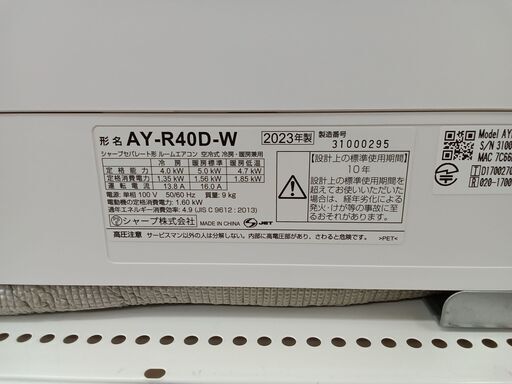 形名 AY-R40D-W 2023年製 製造番号 31000295
シャープセパレート形 ルームエアコン 空冷式 冷房・暖房兼用
冷房 暖房標準 暖房低温
定格能力 4.0 kW 5.0 kW 4.7 kW
定格消費電力 1.35 kW 1.56 kW 1.85 kW
運転電流 13.8 A 16.0 A
電源: 単相 100 V 50/60 Hz 質量: 9 kg
電動機の定格消費電力: 1.60 kW
通年エネルギー消費効率: 4.9 (JIS C 9612 : 2013)
シャープ株式会社 MADE IN CHINA JET
【設計上の標準使用期間】
10 年
設計上の標準使用期間を
超えてお使いいただいた
場合は、経年劣化による
発火・けが等の事故に至
るおそれがあります。
高圧注意 サービスマン以外の人は分解しない。内部に高電圧があり、さわると危険。 >PET<
Model AY
S/N 3100
MAC 7C66
T D170027
R 020-1700